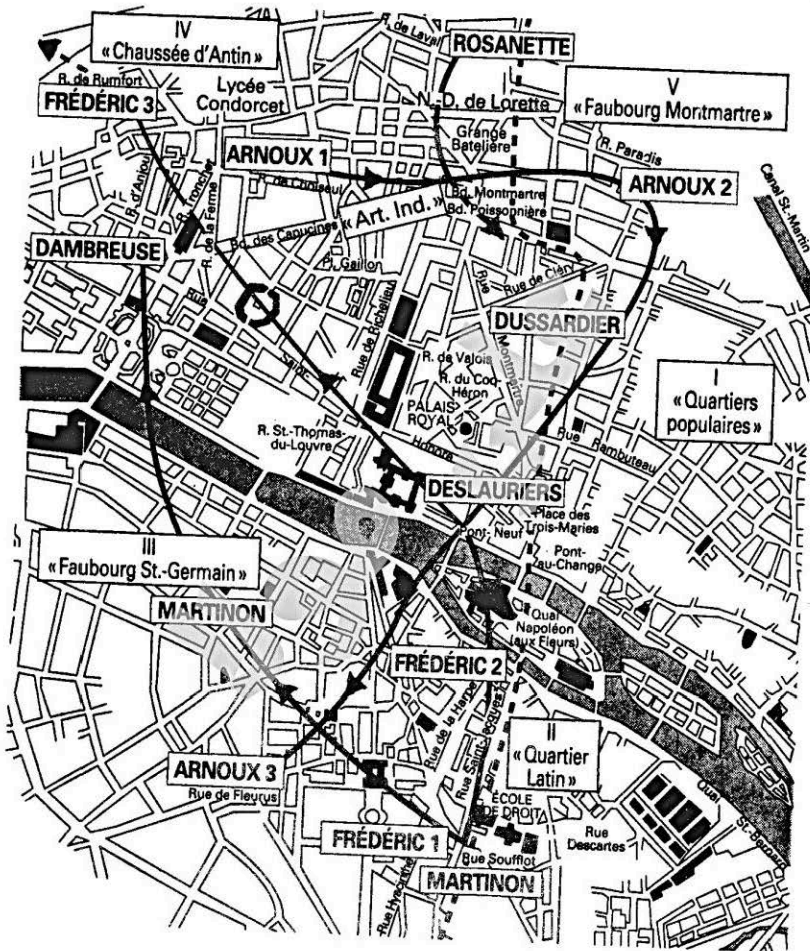 IV
« Chaussée d'Antin »
R. de Laval
ROSANETTE
R. de Rumfort
Lycée
Condorcet
FRÉDÉRIC 3
N.-D. de Lorette
V
« Faubourg Montmartre »
Grange
Batelière
R. Paradis
ARNOUX 1
R. de Choiseul
ARNOUX 2
Canal St.-Martin
R. d'Anjou
R. Tronchet
R. de la Ferme
Bd. Montmartre
Bd. Poissonnière
« Art. Ind. »
Bd. des Capucines
DAMBREUSE
Pl. Gaillon
Rue
Rue de Cléry
Rue de Richelieu
Rue
DUSSARDIER
R. de Valois
Montmartre
R. du Coq-
Héron
I
« Quartiers
populaires »
Saint-
PALAIS
ROYAL
R. St.-Thomas-
du-Louvre
Honoré
Rue Rambuteau
DESLAURIERS
Place des
Trois-Maries
Pont-Neuf
Pont-
au-Change
III
« Faubourg St.-Germain »
MARTINON
Quai
Napoléon
(aux Fleurs)
FRÉDÉRIC 2
Rue de la Harpe
Rue Saint-Jacques
II
« Quartier
Latin »
ARNOUX 3
Rue de Fleurus
ÉCOLE
DE DROIT
Quai
St.-Bernard
Rue
Descartes
FRÉDÉRIC 1
Rue Soufflot
MARTINON
Rue Hyacinthe